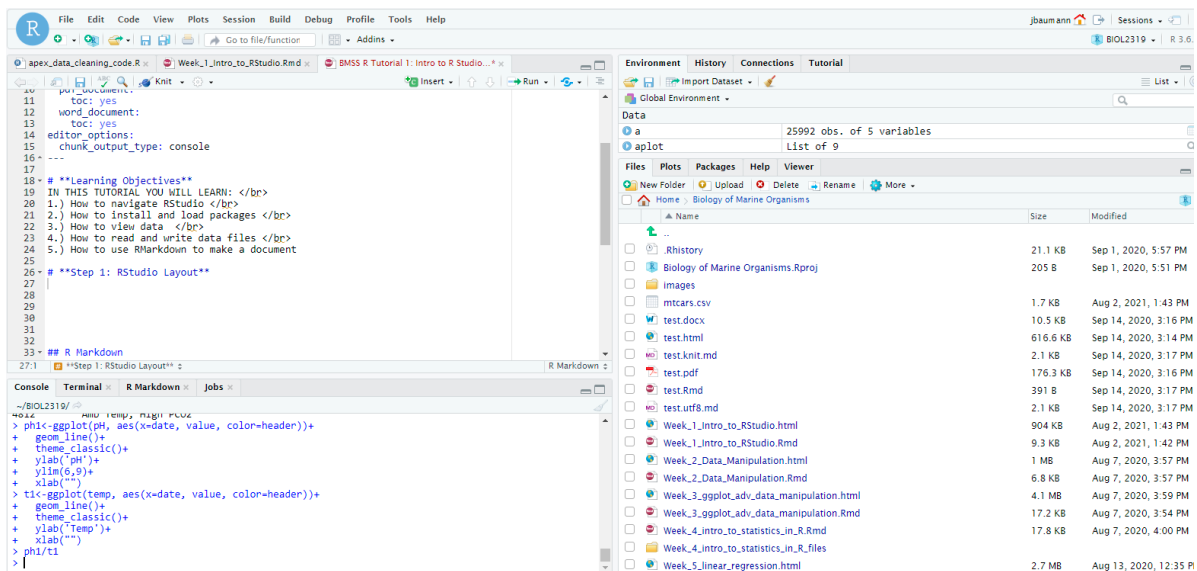 R
File Edit Code View Plots Session Build Debug Profile Tools Help
jbaumann Sessions
Go to file/function Addins
BIOL2319 R 3.6.
apex_data_cleaning_code.R × Week_1_Intro_to_RStudio.Rmd × BMSS R Tutorial 1: Intro to R Studio...* ×
ABC Knit Insert Run
10 pdf_document:
11 toc: yes
12 word_document:
13 toc: yes
14 editor_options:
15 chunk_output_type: console
16 ---
17
18 # **Learning Objectives**
19 IN THIS TUTORIAL YOU WILL LEARN: </br>
20 1.) How to navigate RStudio </br>
21 2.) How to install and load packages </br>
22 3.) How to view data </br>
23 4.) How to read and write data files </br>
24 5.) How to use RMarkdown to make a document
25
26 # **Step 1: RStudio Layout**
27
28
29
30
31
32
33 ## R Markdown
27:1 # **Step 1: RStudio Layout** R Markdown
Console Terminal × R Markdown × Jobs ×
~/BIOL2319/
4812 Amb Temp, High PCO2
> ph1<-ggplot(pH, aes(x=date, value, color=header))+
+ geom_line()+
+ theme_classic()+
+ ylab('pH')+
+ ylim(6,9)+
+ xlab("")
> t1<-ggplot(temp, aes(x=date, value, color=header))+
+ geom_line()+
+ theme_classic()+
+ ylab('Temp')+
+ xlab("")
> ph1/t1
>
Environment History Connections Tutorial
Import Dataset List
Global Environment
Data
a 25992 obs. of 5 variables
aplot List of 9
Files Plots Packages Help Viewer
New Folder Upload Delete Rename More
Home Biology of Marine Organisms
Name Size Modified
..
.Rhistory 21.1 KB Sep 1, 2020, 5:57 PM
Biology of Marine Organisms.Rproj 205 B Sep 1, 2020, 5:51 PM
images
mtcars.csv 1.7 KB Aug 2, 2021, 1:43 PM
test.docx 10.5 KB Sep 14, 2020, 3:16 PM
test.html 616.6 KB Sep 14, 2020, 3:14 PM
test.knit.md 2.1 KB Sep 14, 2020, 3:17 PM
test.pdf 176.3 KB Sep 14, 2020, 3:16 PM
test.Rmd 391 B Sep 14, 2020, 3:17 PM
test.utf8.md 2.1 KB Sep 14, 2020, 3:17 PM
Week_1_Intro_to_RStudio.html 904 KB Aug 2, 2021, 1:43 PM
Week_1_Intro_to_RStudio.Rmd 9.3 KB Aug 2, 2021, 1:42 PM
Week_2_Data_Manipulation.html 1 MB Aug 7, 2020, 3:57 PM
Week_2_Data_Manipulation.Rmd 6.8 KB Aug 7, 2020, 3:57 PM
Week_3_ggplot_adv_data_manipulation.html 4.1 MB Aug 7, 2020, 3:59 PM
Week_3_ggplot_adv_data_manipulation.Rmd 17.2 KB Aug 7, 2020, 3:54 PM
Week_4_intro_to_statistics_in_R.Rmd 17.8 KB Aug 7, 2020, 4:00 PM
Week_4_intro_to_statistics_in_R_files
Week_5_linear_regression.html 2.7 MB Aug 13, 2020, 12:35 P